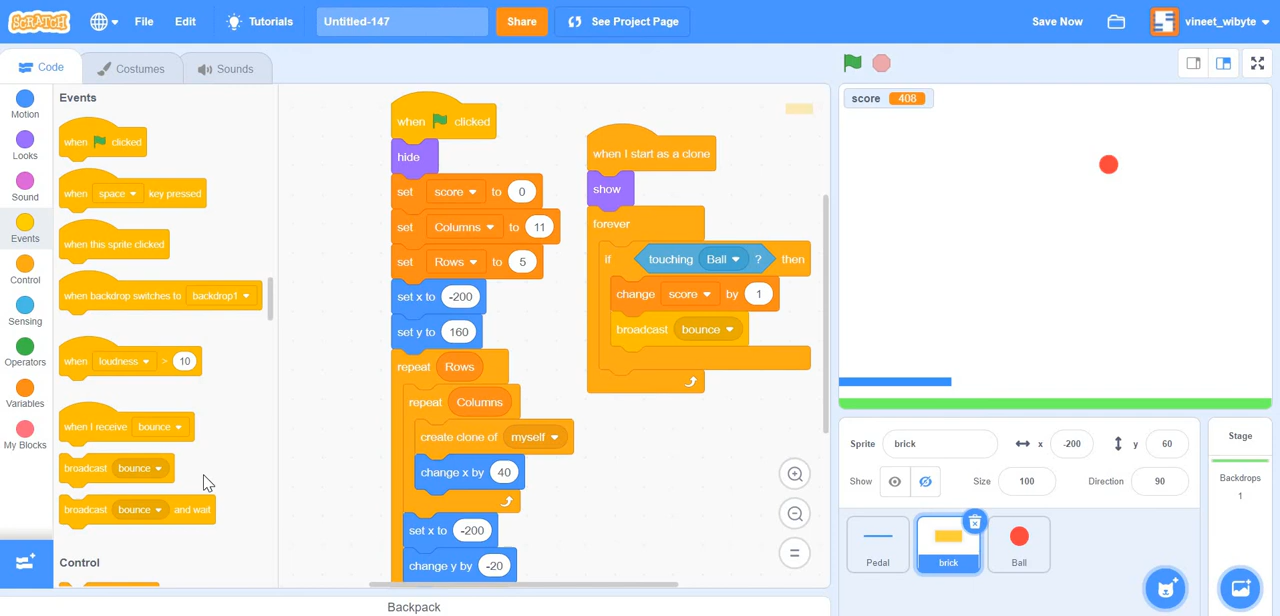 SCRATCH File Edit Tutorials Untitled-147 Share See Project Page Save Now vineet_wibyte
Code Costumes Sounds
Motion
Looks
Sound
Events
Control
Sensing
Operators
Variables
My Blocks
Events
when clicked
when space key pressed
when this sprite clicked
when backdrop switches to backdrop1
when loudness > 10
when I receive bounce
broadcast bounce
broadcast bounce and wait
Control
when clicked
hide
set score to 0
set Columns to 11
set Rows to 5
set x to -200
set y to 160
repeat Rows
repeat Columns
create clone of myself
change x by 40
set x to -200
change y by -20
when I start as a clone
show
forever
if touching Ball ? then
change score by 1
broadcast bounce
Backpack
score 408
Sprite brick x -200 y 60
Show Size 100 Direction 90
Pedal brick Ball
Stage
Backdrops
1